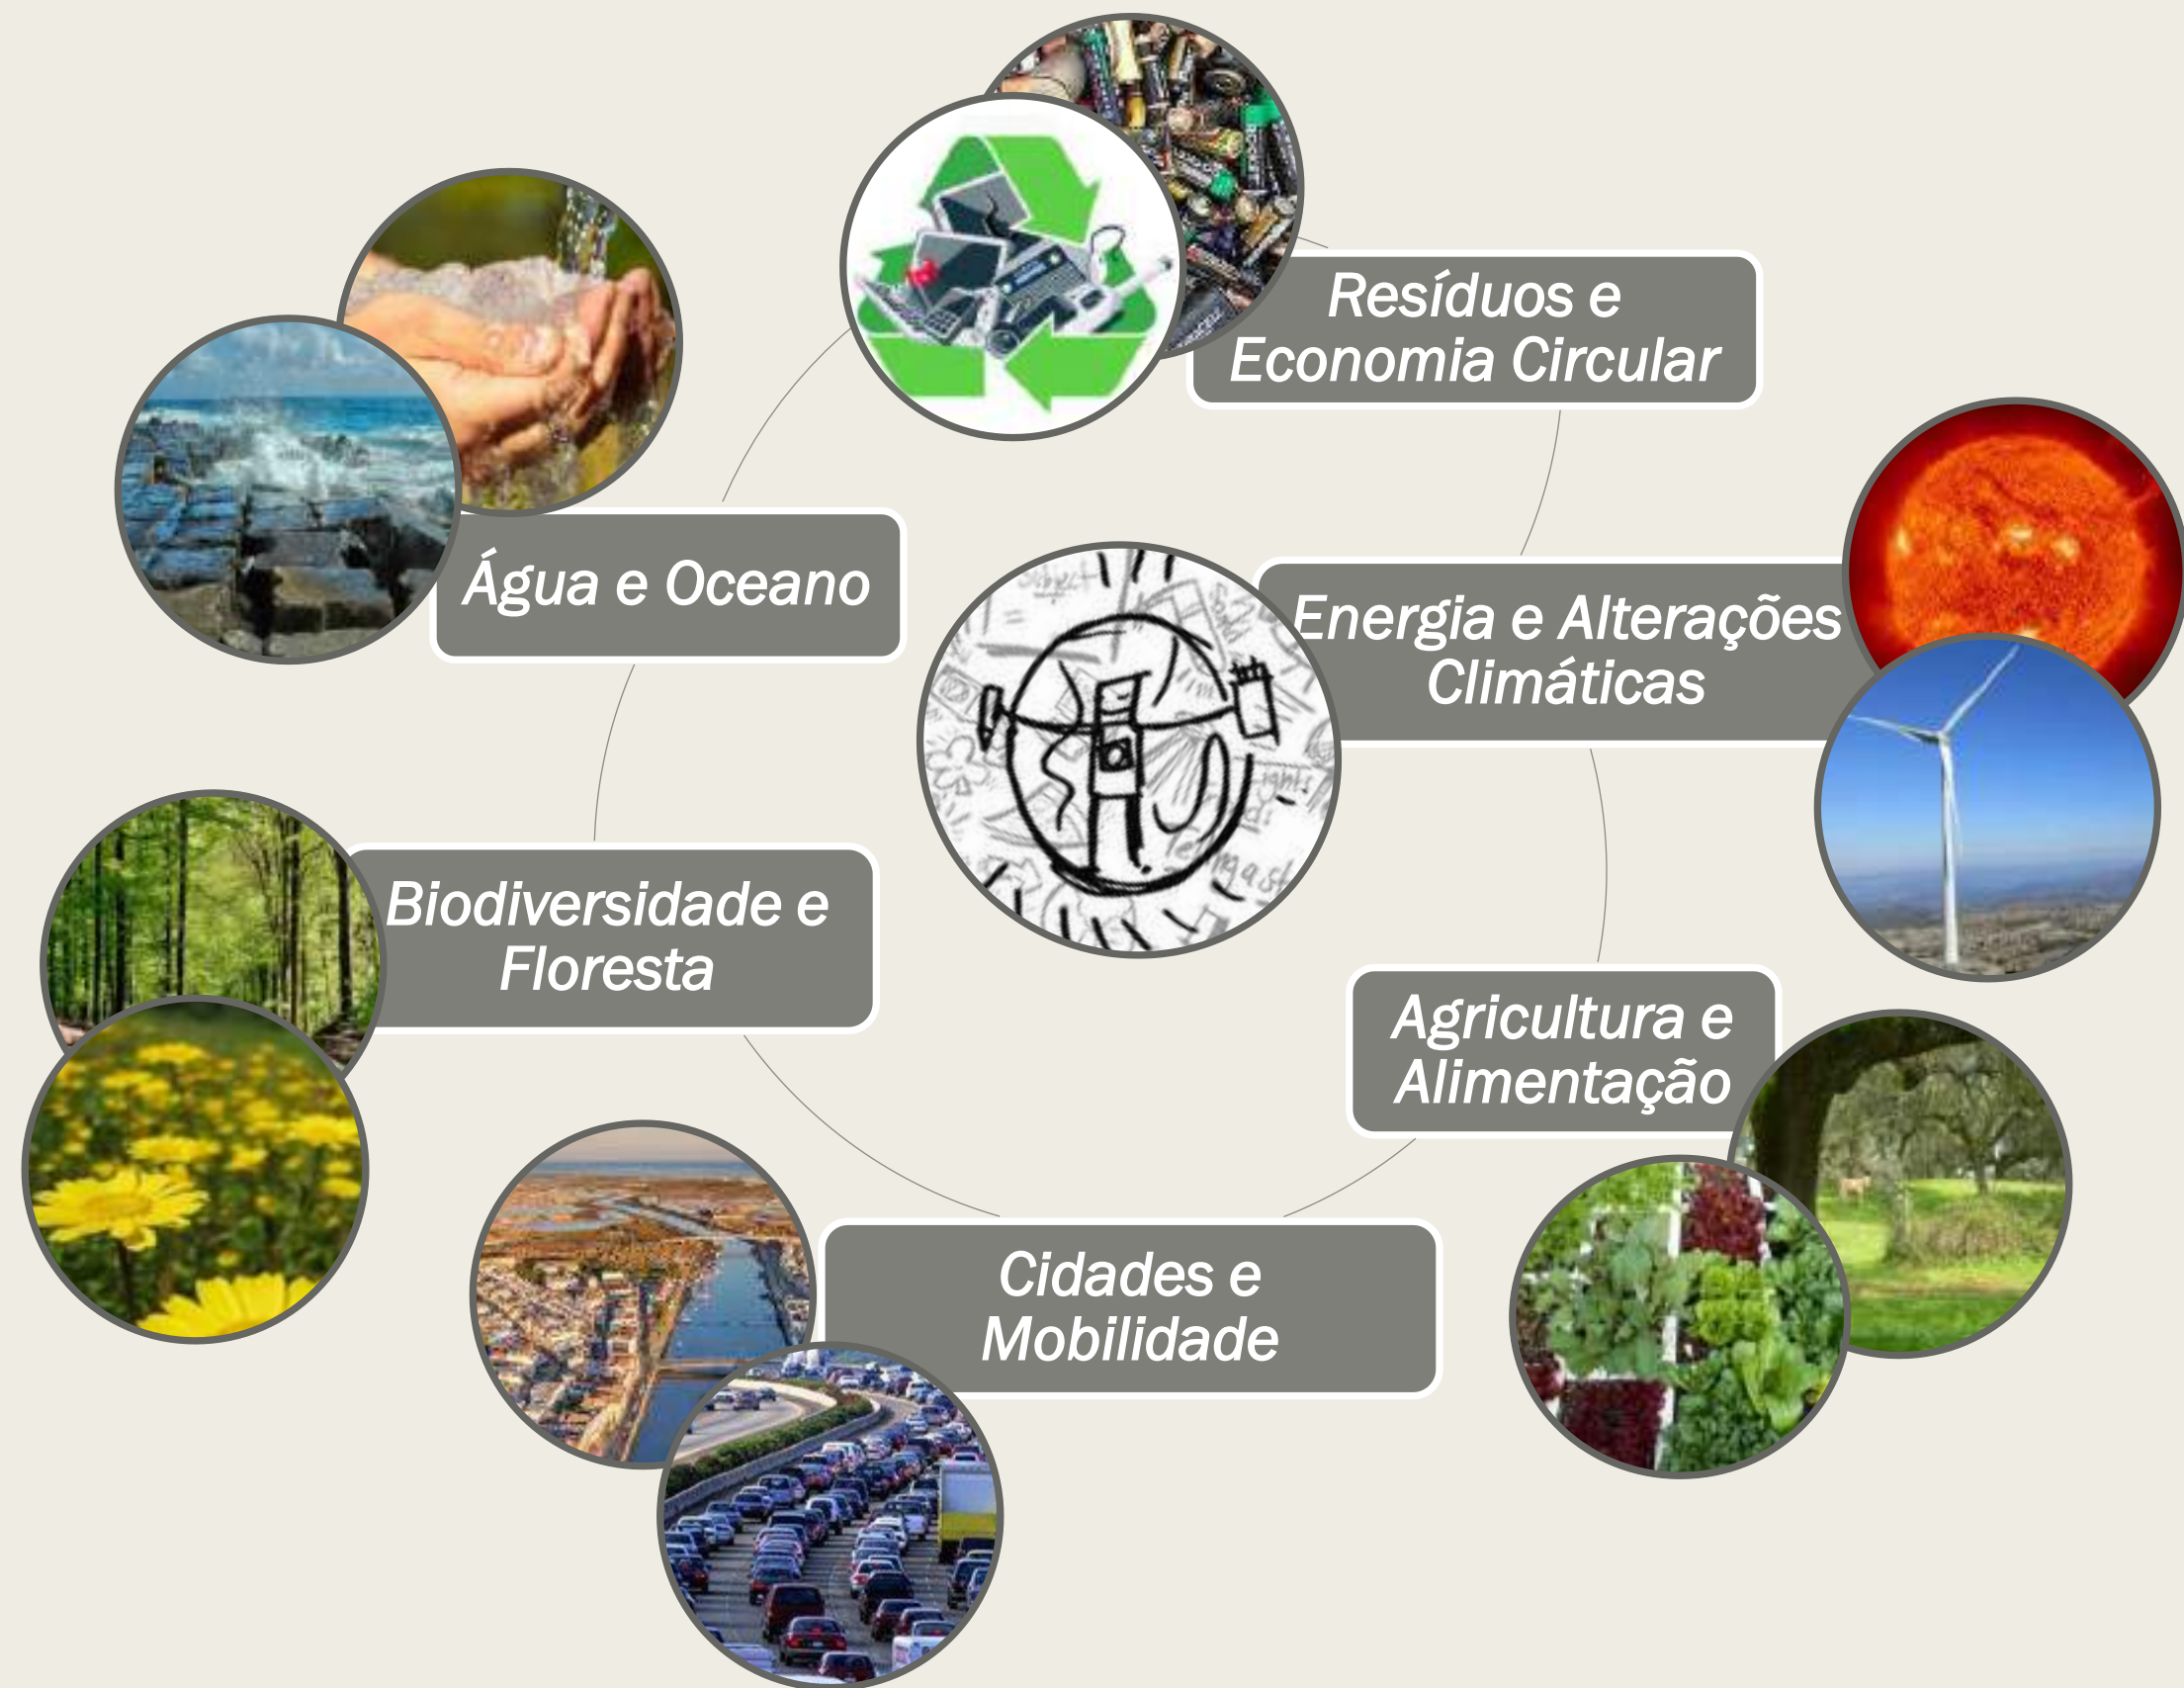 Resíduos e
Economia Circular
Água e Oceano
Energia e Alterações
Climáticas
Biodiversidade e
Floresta
Agricultura e
Alimentação
Cidades e
Mobilidade